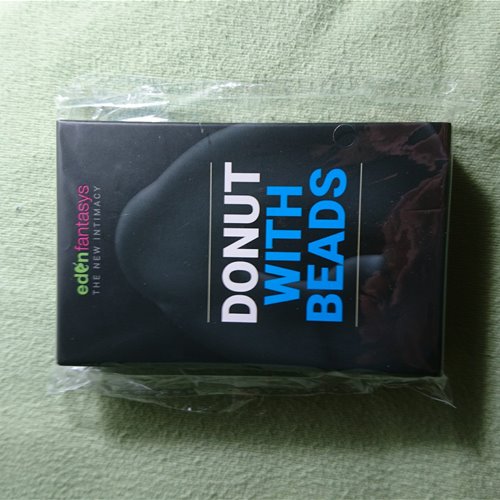 edenfantasys
THE NEW INTIMACY
DONUT
WITH
BEADS